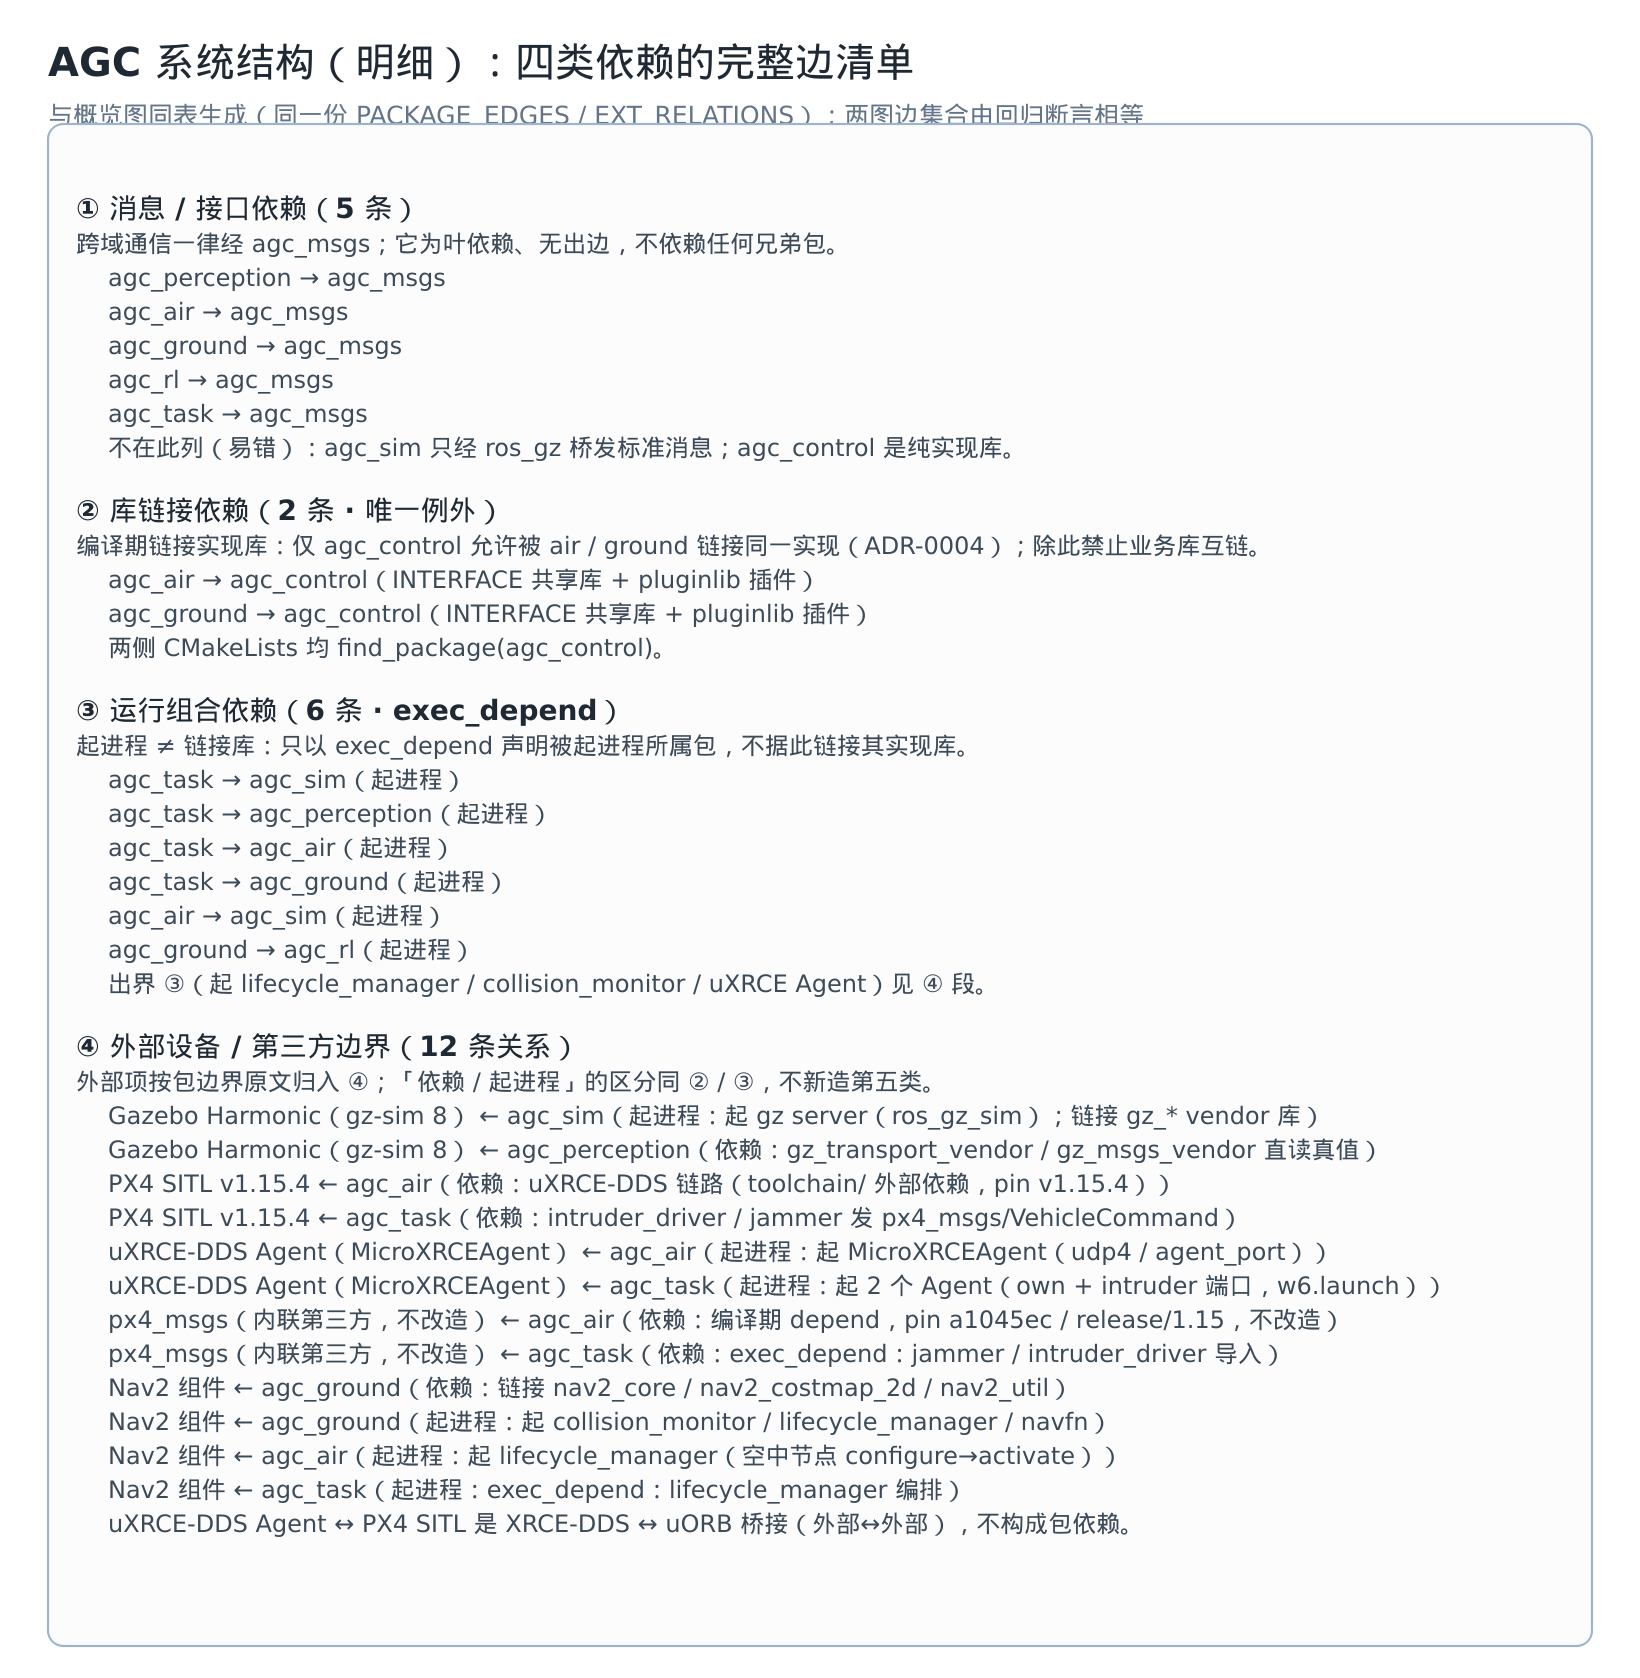 AGC 系统结构（明细）：四类依赖的完整边清单
与概览图同表生成（同一份 PACKAGE_EDGES / EXT_RELATIONS）；两图边集合由回归断言相等
① 消息 / 接口依赖（5 条）
跨域通信一律经 agc_msgs；它为叶依赖、无出边，不依赖任何兄弟包。
agc_perception → agc_msgs
agc_air → agc_msgs
agc_ground → agc_msgs
agc_rl → agc_msgs
agc_task → agc_msgs
不在此列（易错）：agc_sim 只经 ros_gz 桥发标准消息；agc_control 是纯实现库。
② 库链接依赖（2 条 · 唯一例外）
编译期链接实现库：仅 agc_control 允许被 air / ground 链接同一实现（ADR-0004）；除此禁止业务库互链。
agc_air → agc_control（INTERFACE 共享库 + pluginlib 插件）
agc_ground → agc_control（INTERFACE 共享库 + pluginlib 插件）
两侧 CMakeLists 均 find_package(agc_control)。
③ 运行组合依赖（6 条 · exec_depend）
起进程 ≠ 链接库：只以 exec_depend 声明被起进程所属包，不据此链接其实现库。
agc_task → agc_sim（起进程）
agc_task → agc_perception（起进程）
agc_task → agc_air（起进程）
agc_task → agc_ground（起进程）
agc_air → agc_sim（起进程）
agc_ground → agc_rl（起进程）
出界 ③（起 lifecycle_manager / collision_monitor / uXRCE Agent）见 ④ 段。
④ 外部设备 / 第三方边界（12 条关系）
外部项按包边界原文归入 ④；「依赖 / 起进程」的区分同 ② / ③，不新造第五类。
Gazebo Harmonic（gz-sim 8）← agc_sim（起进程：起 gz server（ros_gz_sim）；链接 gz_* vendor 库）
Gazebo Harmonic（gz-sim 8）← agc_perception（依赖：gz_transport_vendor / gz_msgs_vendor 直读真值）
PX4 SITL v1.15.4 ← agc_air（依赖：uXRCE-DDS 链路（toolchain/ 外部依赖，pin v1.15.4））
PX4 SITL v1.15.4 ← agc_task（依赖：intruder_driver / jammer 发 px4_msgs/VehicleCommand）
uXRCE-DDS Agent（MicroXRCEAgent）← agc_air（起进程：起 MicroXRCEAgent（udp4 / agent_port））
uXRCE-DDS Agent（MicroXRCEAgent）← agc_task（起进程：起 2 个 Agent（own + intruder 端口，w6.launch））
px4_msgs（内联第三方，不改造）← agc_air（依赖：编译期 depend，pin a1045ec / release/1.15，不改造）
px4_msgs（内联第三方，不改造）← agc_task（依赖：exec_depend：jammer / intruder_driver 导入）
Nav2 组件 ← agc_ground（依赖：链接 nav2_core / nav2_costmap_2d / nav2_util）
Nav2 组件 ← agc_ground（起进程：起 collision_monitor / lifecycle_manager / navfn）
Nav2 组件 ← agc_air（起进程：起 lifecycle_manager（空中节点 configure→activate））
Nav2 组件 ← agc_task（起进程：exec_depend：lifecycle_manager 编排）
uXRCE-DDS Agent ↔ PX4 SITL 是 XRCE-DDS ↔ uORB 桥接（外部↔外部），不构成包依赖。